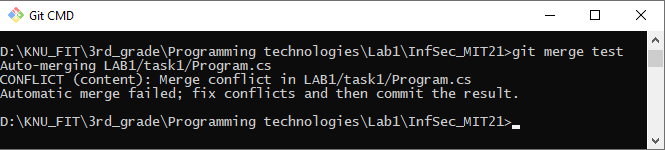 Git CMD
D:\KNU_FIT\3rd_grade\Programming technologies\Lab1\InfSec_MIT21>git merge test
Auto-merging LAB1/task1/Program.cs
CONFLICT (content): Merge conflict in LAB1/task1/Program.cs
Automatic merge failed; fix conflicts and then commit the result.
D:\KNU_FIT\3rd_grade\Programming technologies\Lab1\InfSec_MIT21>